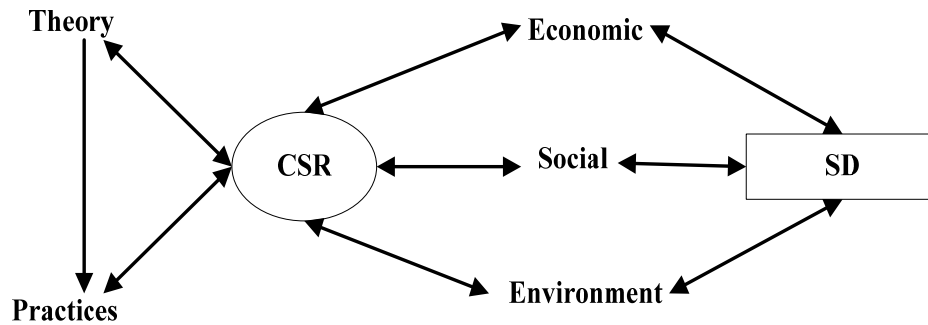 Theory
Economic
CSR
Social
SD
Environment
Practices